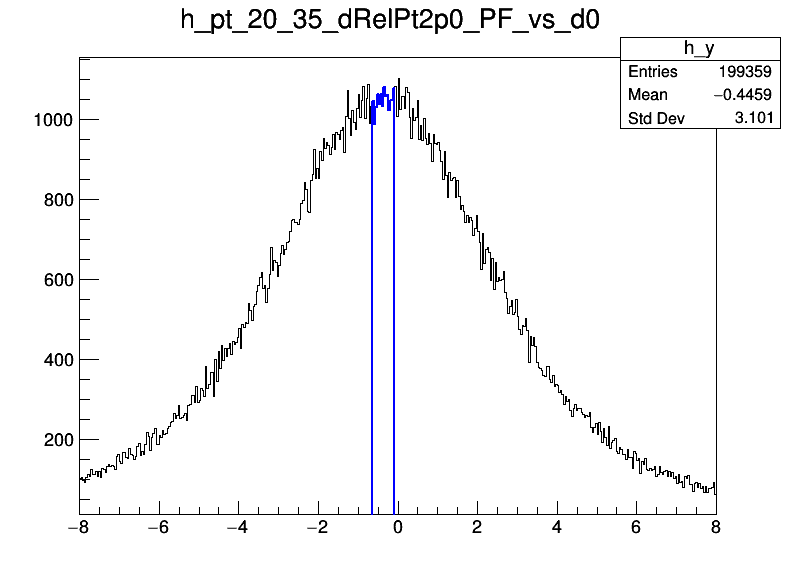 h_pt_20_35_dRelPt2p0_PF_vs_d0
h_y
Entries 199359
Mean −0.4459
Std Dev 3.101
1000
800
600
400
200
−8 −6 −4 −2 0 2 4 6 8